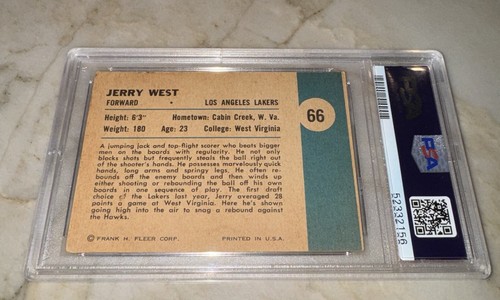 JERRY WEST
FORWARD • LOS ANGELES LAKERS
66
Height: 6'3" Hometown: Cabin Creek, W. Va.
Weight: 180 Age: 23 College: West Virginia
A jumping jack and top-flight scorer who beats bigger
men on the boards with regularity. He not only
blocks shots but frequently steals the ball right out
of the shooter's hands. He possesses marvelously quick
hands, long arms and springy legs. He often re-
bounds off the enemy boards and then winds up
either shooting or rebounding the ball off his own
boards in one sequence of play. The first draft
choice of the Lakers last year, Jerry averaged 28
points a game at West Virginia. Here he's shown
going high into the air to snag a rebound against
the Hawks.
© FRANK H. FLEER CORP. PRINTED IN U.S.A.
PSA
52332156